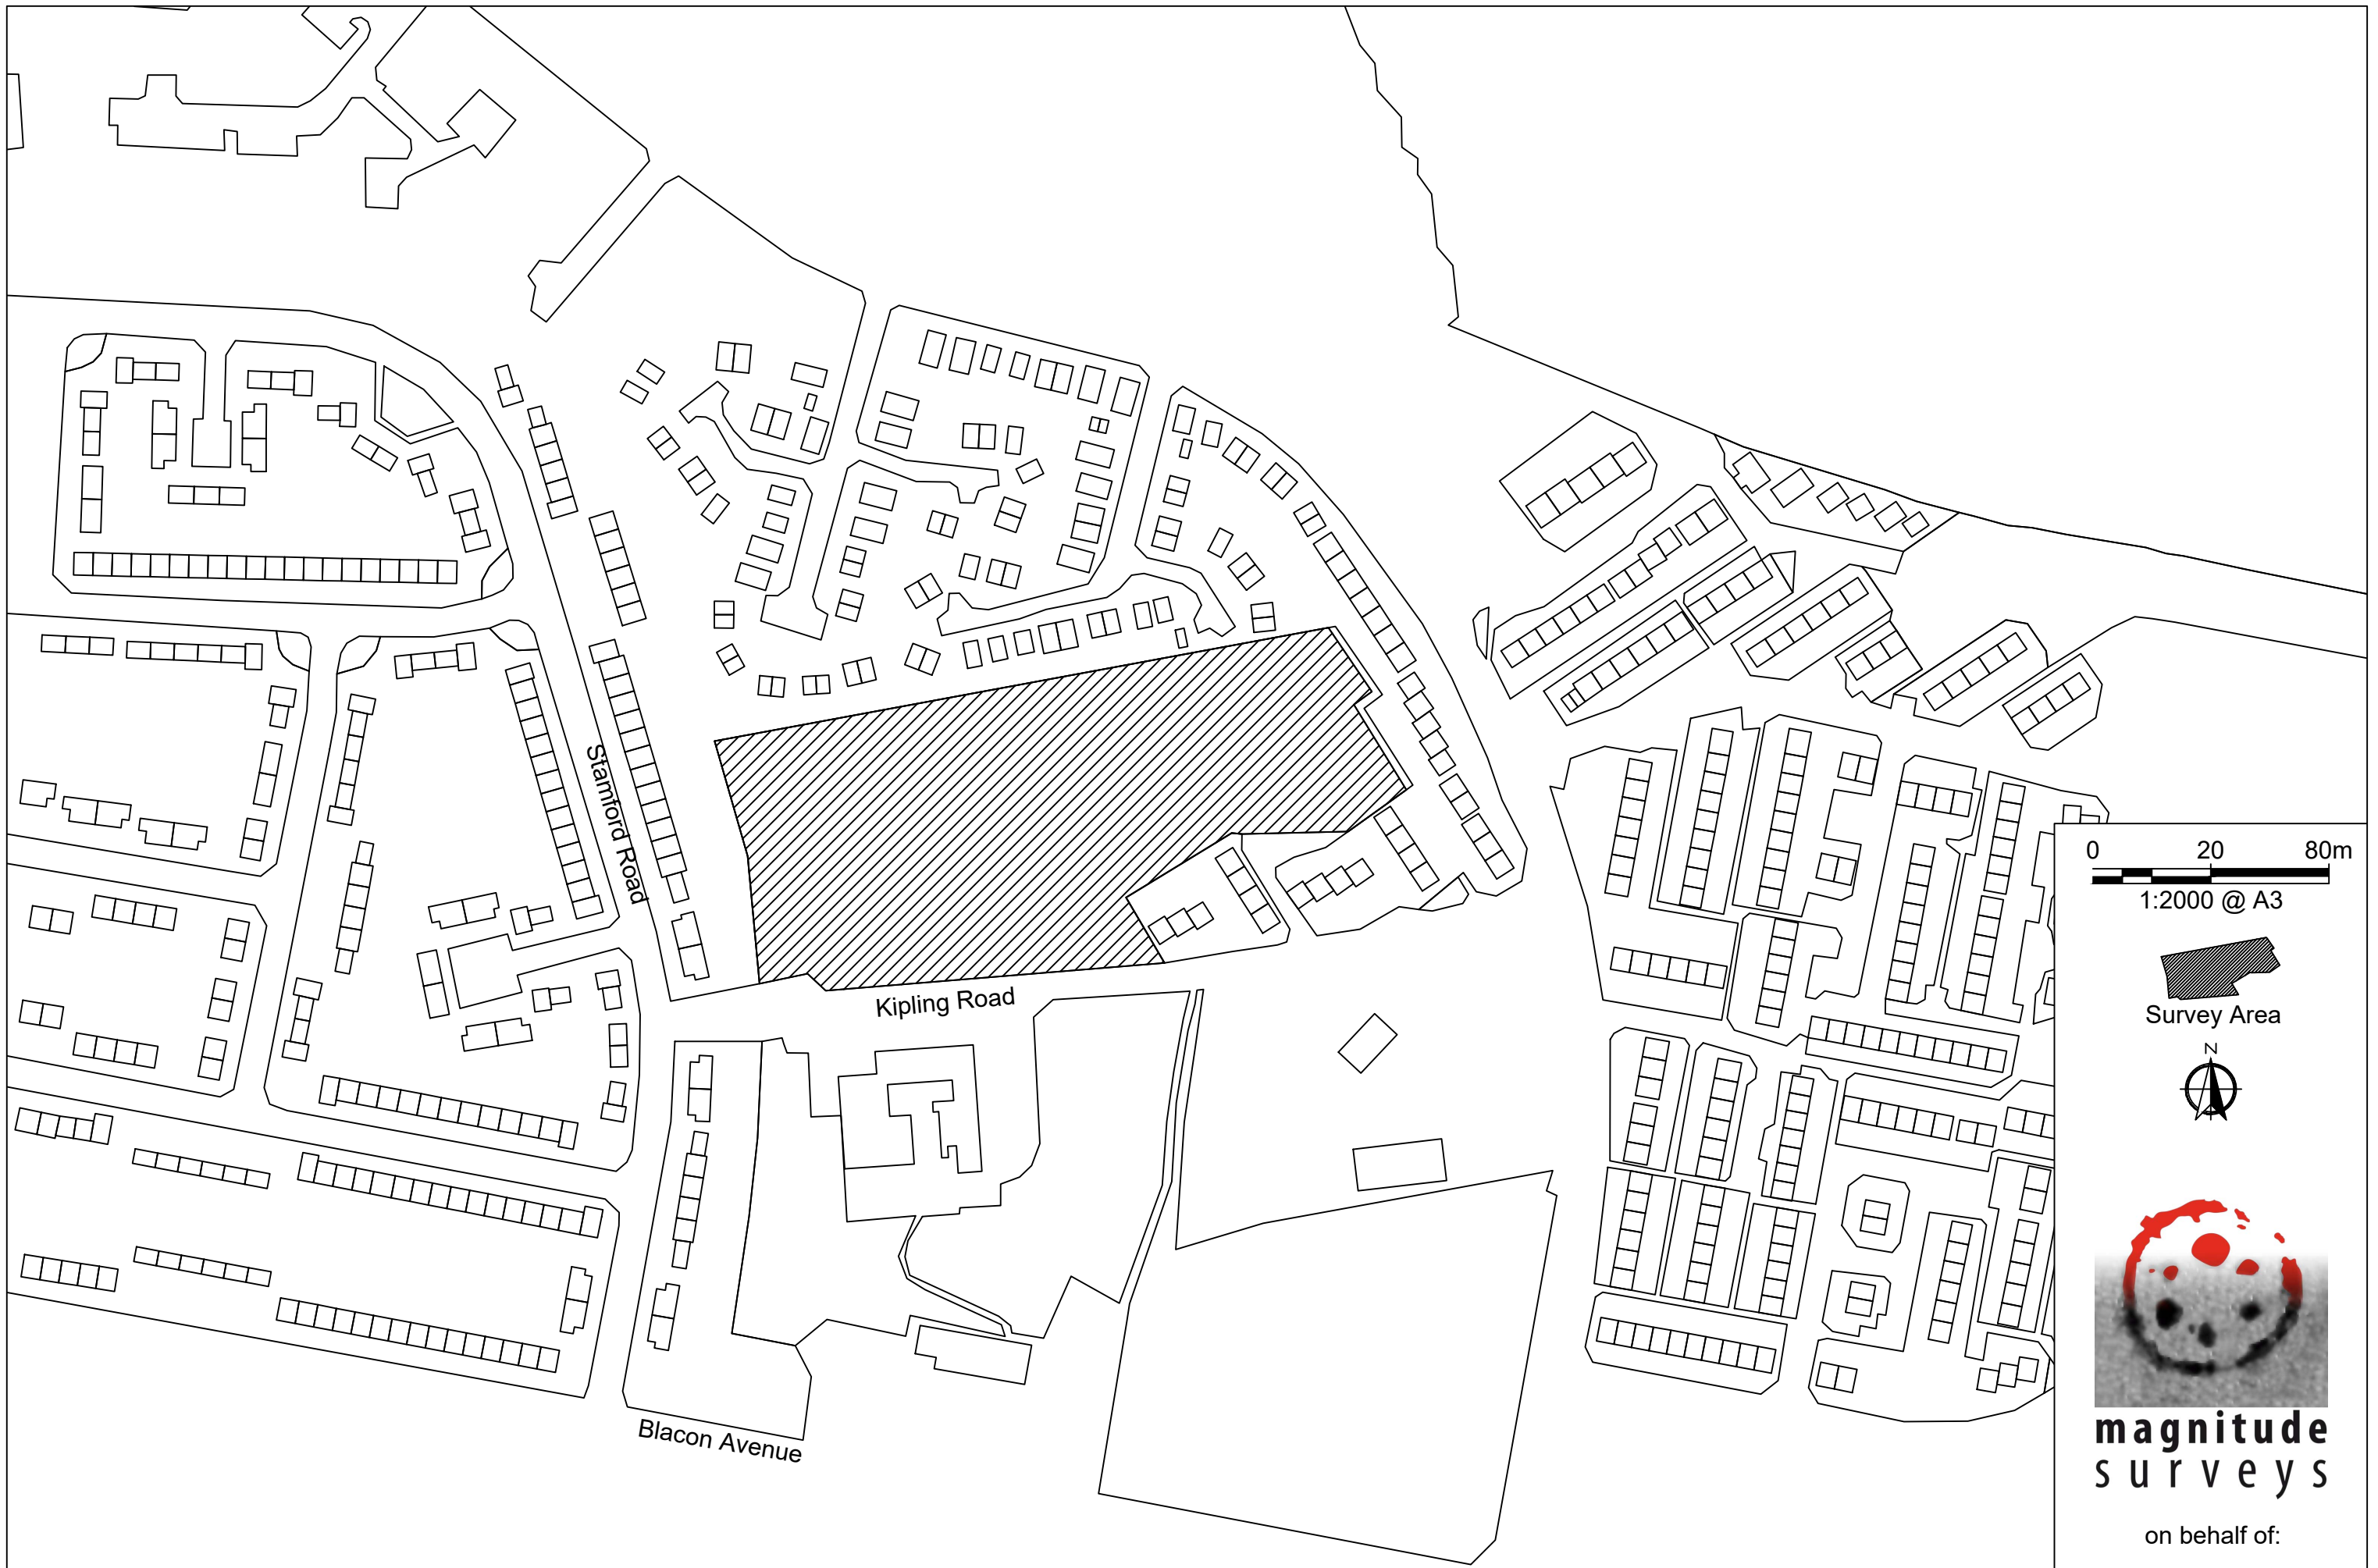 Stamford Road
Kipling Road
Blacon Avenue
0 20 80m
1:2000 @ A3
Survey Area
N
magnitude
surveys
on behalf of: